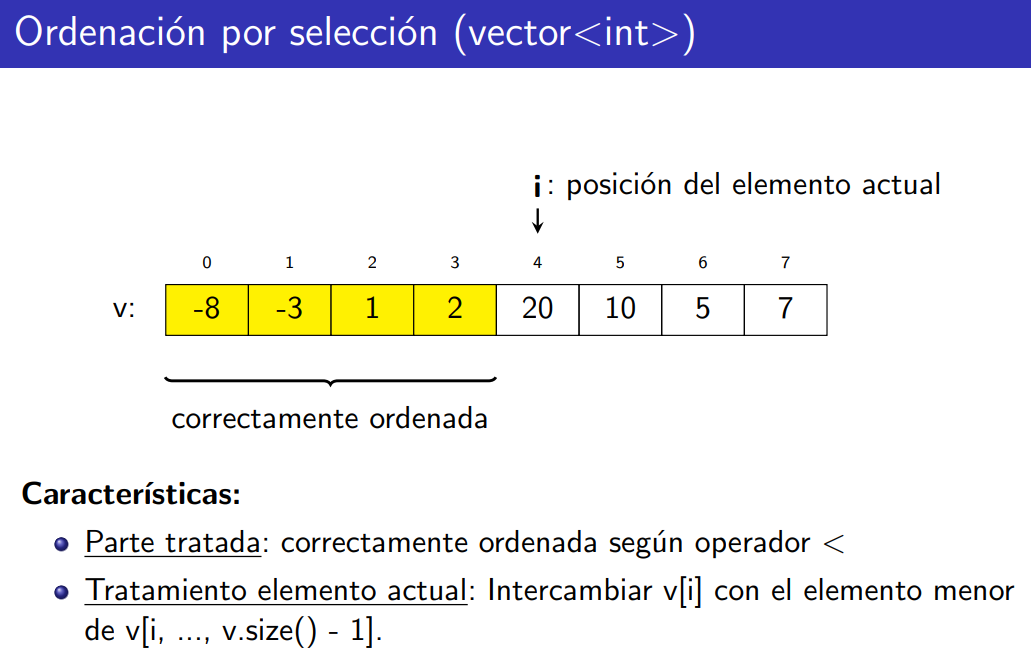 Ordenación por selección (vector<int>)
i: posición del elemento actual
0 1 2 3 4 5 6 7
v: -8 -3 1 2 20 10 5 7
correctamente ordenada
Características:
Parte tratada: correctamente ordenada según operador <
Tratamiento elemento actual: Intercambiar v[i] con el elemento menor
de v[i, ..., v.size() - 1].